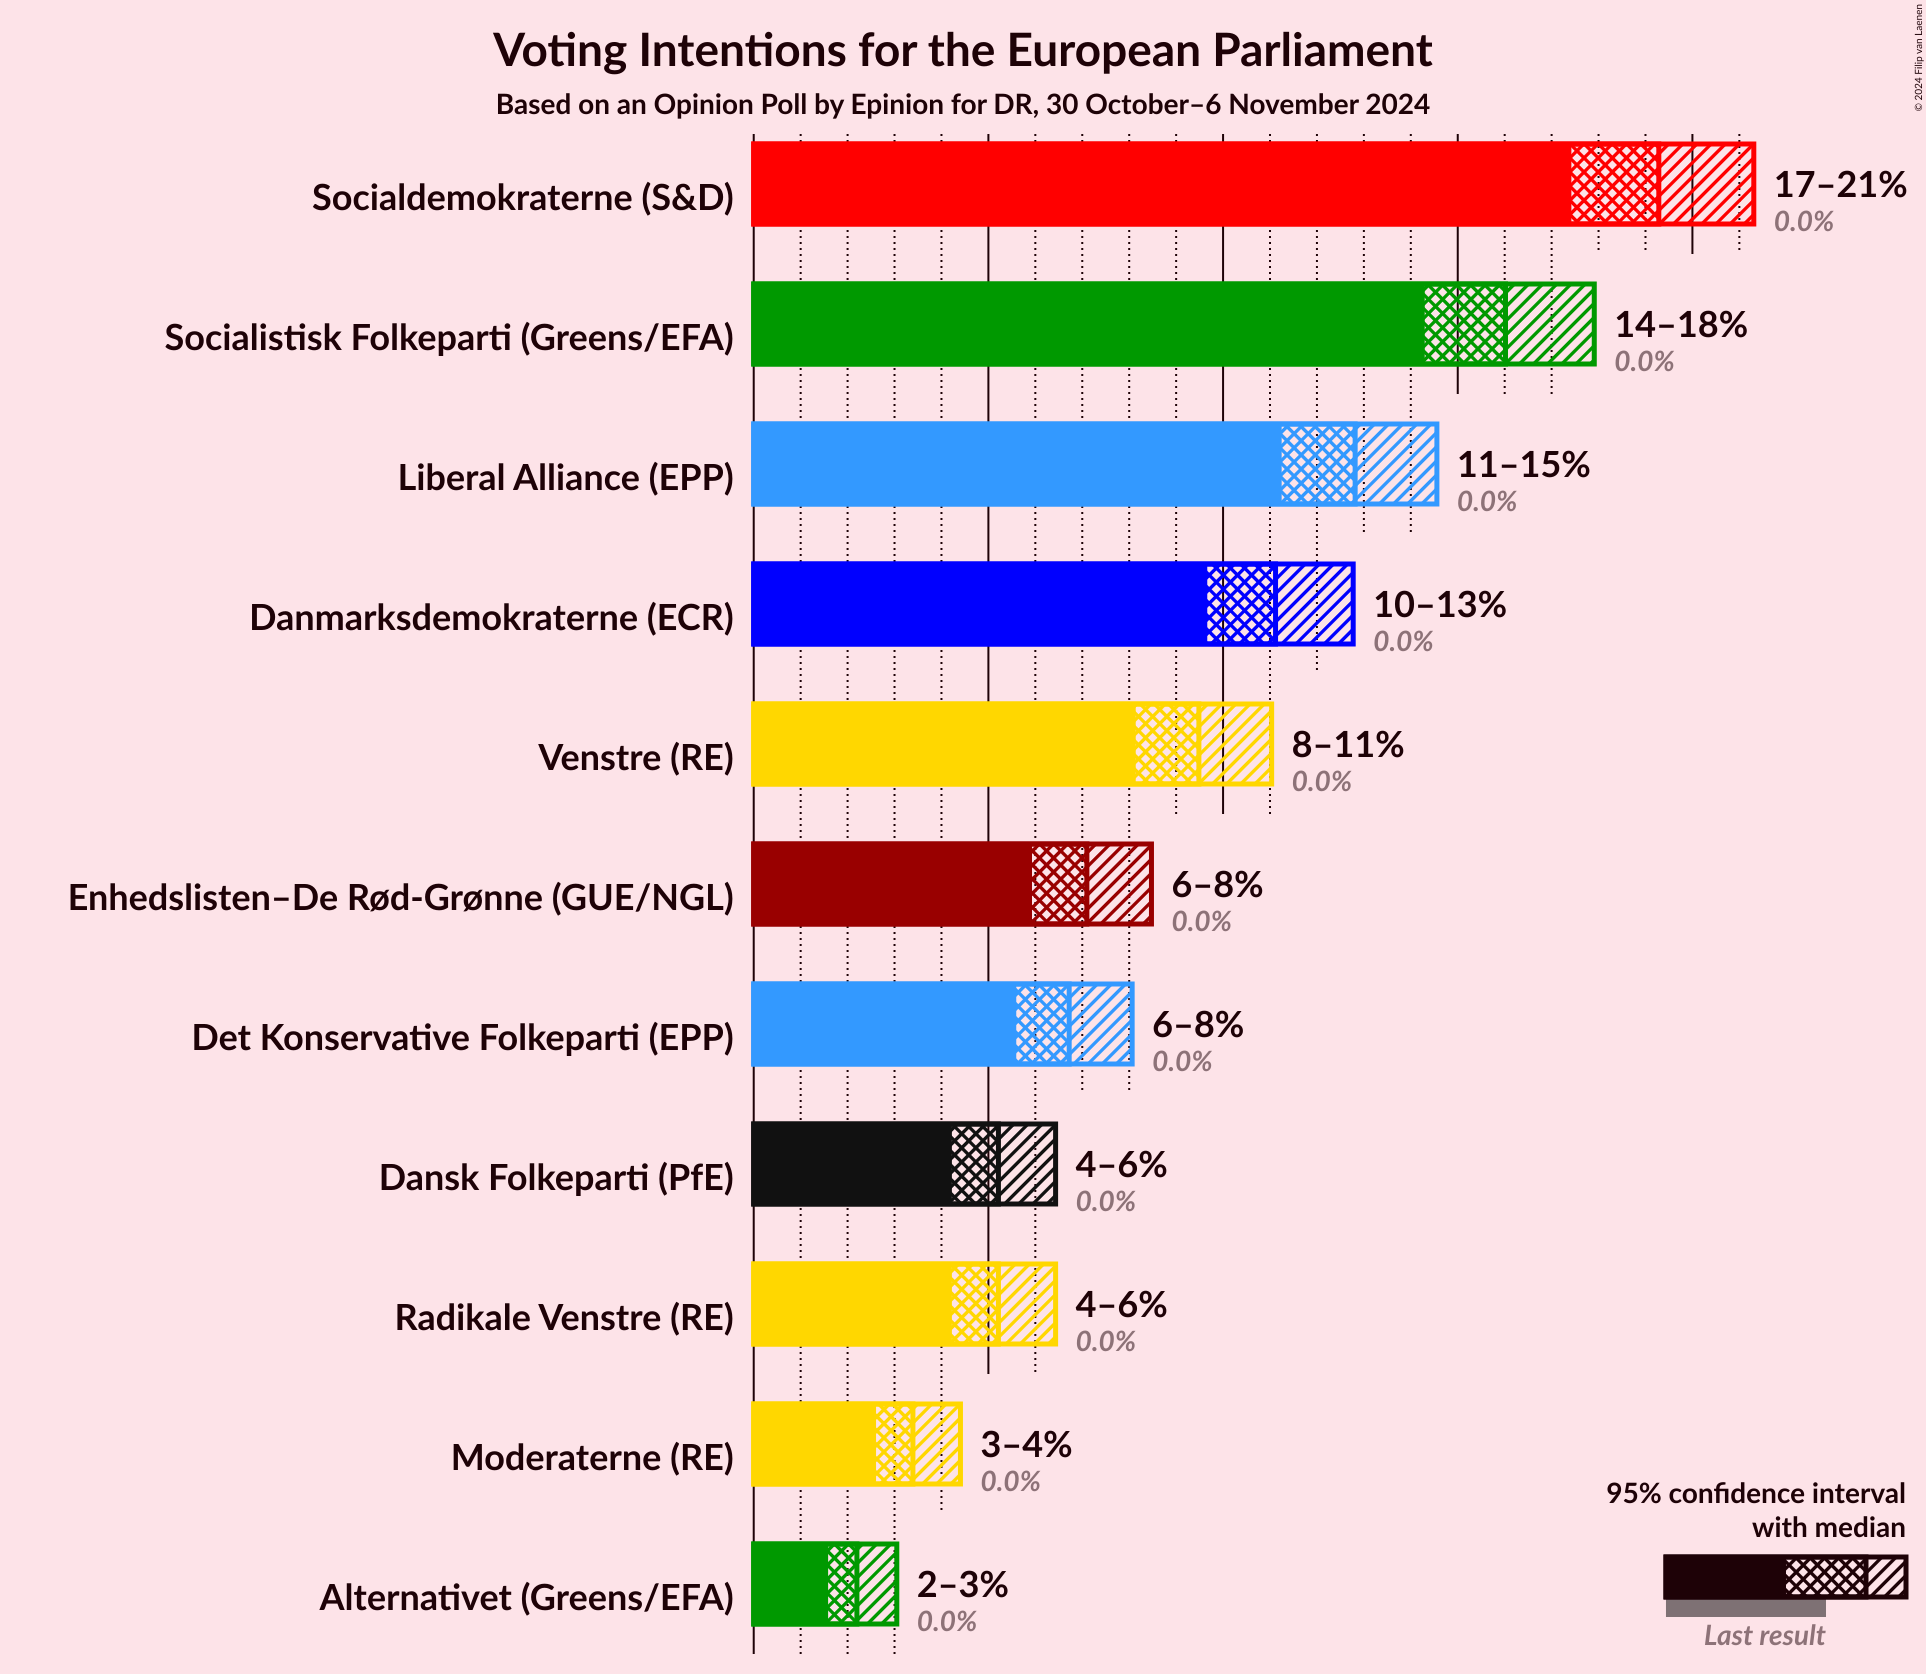 Voting Intentions for the European Parliament
Based on an Opinion Poll by Epinion for DR, 30 October–6 November 2024
© 2024 Filip van Laenen
Socialdemokraterne (S&D)
17–21%
0.0%
Socialistisk Folkeparti (Greens/EFA)
14–18%
0.0%
Liberal Alliance (EPP)
11–15%
0.0%
Danmarksdemokraterne (ECR)
10–13%
0.0%
Venstre (RE)
8–11%
0.0%
Enhedslisten–De Rød-Grønne (GUE/NGL)
6–8%
0.0%
Det Konservative Folkeparti (EPP)
6–8%
0.0%
Dansk Folkeparti (PfE)
4–6%
0.0%
Radikale Venstre (RE)
4–6%
0.0%
Moderaterne (RE)
3–4%
0.0%
Alternativet (Greens/EFA)
2–3%
0.0%
95% confidence interval
with median
Last result